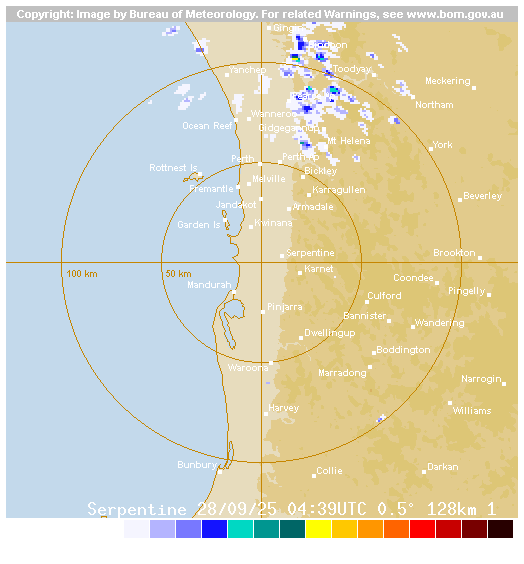 Copyright: Image by Bureau of Meteorology. For related Warnings, see www.bom.gov.au
Toodyay
Yanchep
Meckering
Northam
Wanneroo
Ocean Reef
Gidgegannup
Mt Helena
York
Perth
Perth Ap
Rottnest Is
Bickley
Melville
Fremantle
Karragullen
Beverley
Jandakot
Armadale
Garden Is
Kwinana
Serpentine
Brookton
100 km
50 km
Karnet
Coondee
Mandurah
Culford
Pingelly
Pinjarra
Bannister
Wandering
Dwellingup
Boddington
Waroona
Marradong
Narrogin
Harvey
Williams
Bunbury
Collie
Darkan
Serpentine 28/09/25 04:39UTC 0.5° 128km 1